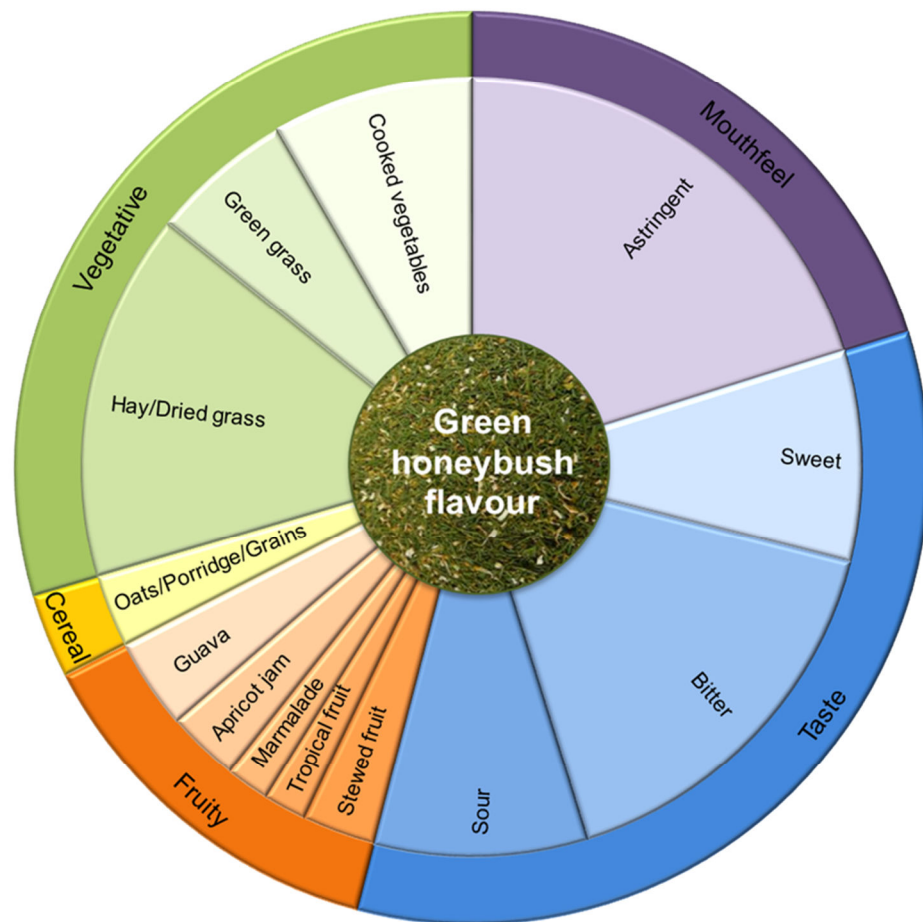 Green
honeybush
flavour
Mouthfeel
Astringent
Taste
Sweet
Bitter
Sour
Fruity
Stewed fruit
Tropical fruit
Marmalade
Apricot jam
Guava
Cereal
Oats/Porridge/Grains
Vegetative
Hay/Dried grass
Green grass
Cooked vegetables